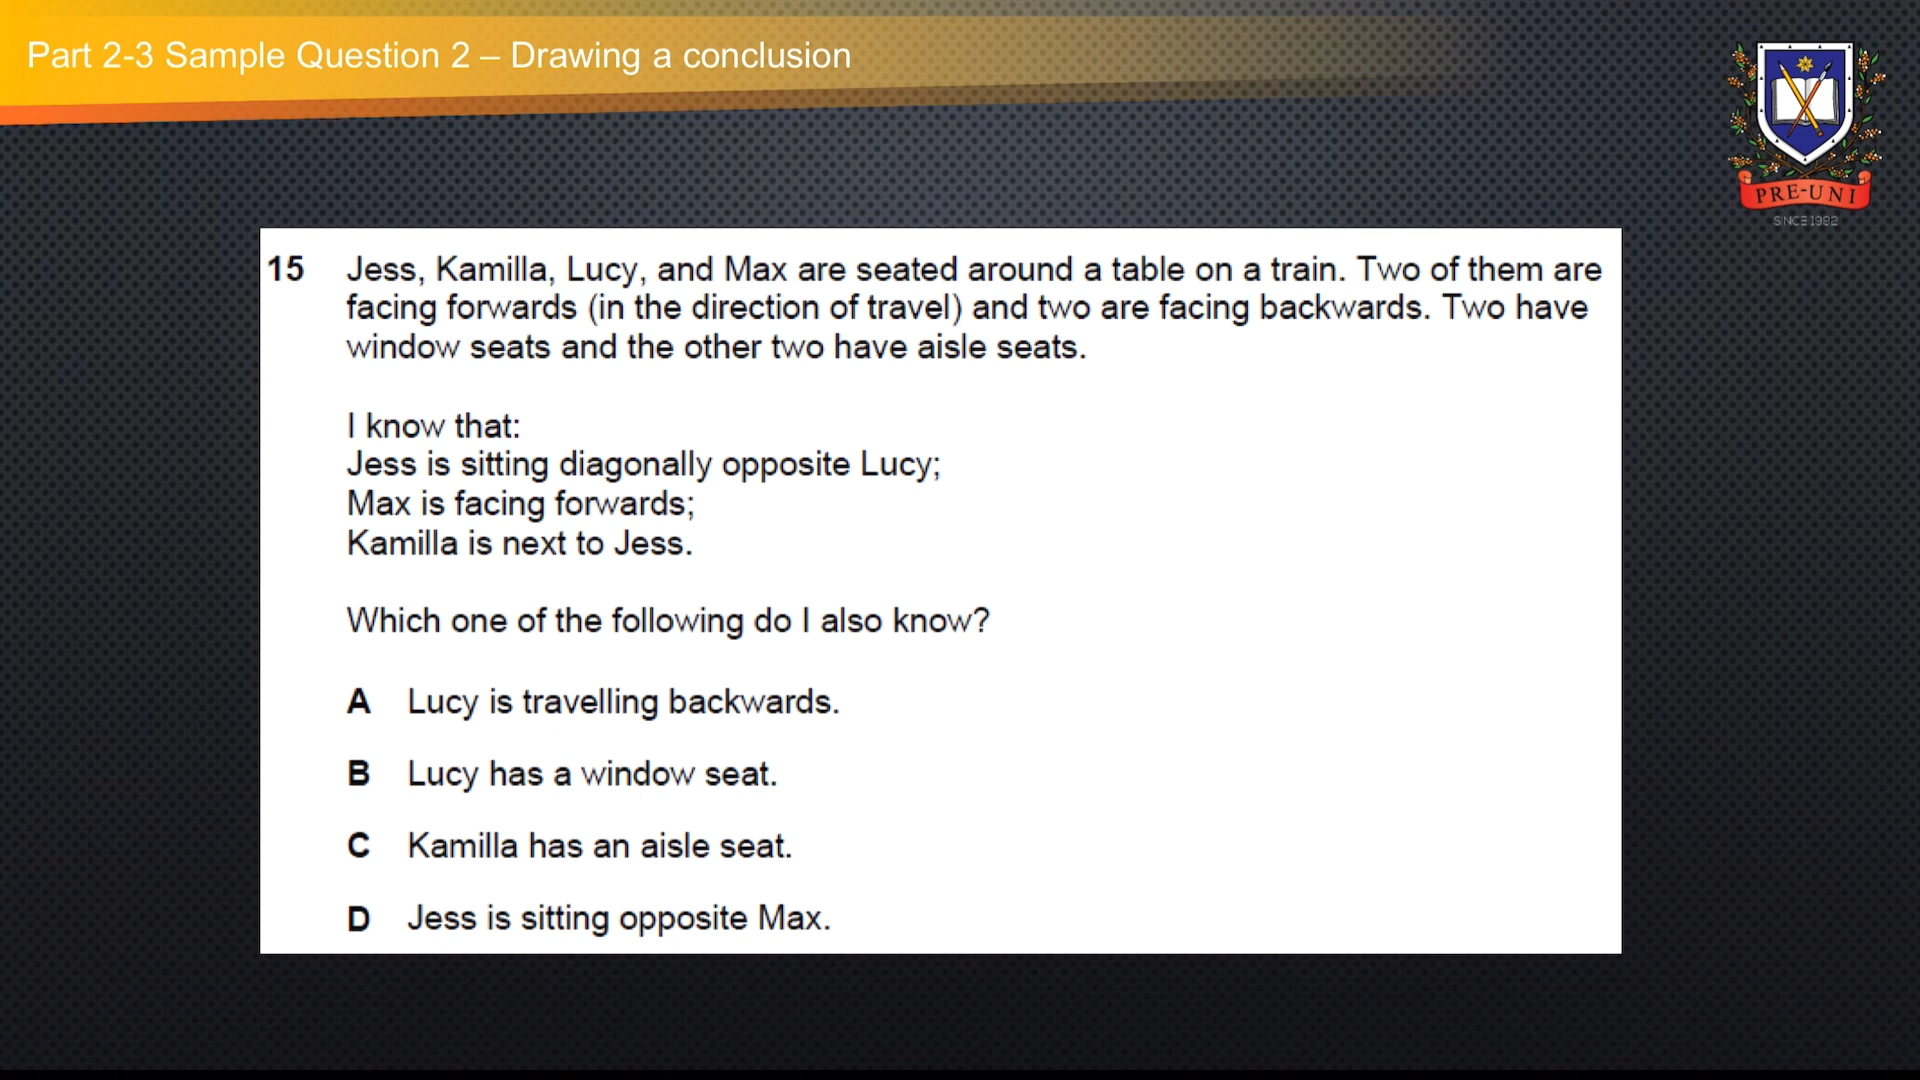 Part 2-3 Sample Question 2 – Drawing a conclusion
PRE-UNI
SINCE 1992
15 Jess, Kamilla, Lucy, and Max are seated around a table on a train. Two of them are
facing forwards (in the direction of travel) and two are facing backwards. Two have
window seats and the other two have aisle seats.
I know that:
Jess is sitting diagonally opposite Lucy;
Max is facing forwards;
Kamilla is next to Jess.
Which one of the following do I also know?
A Lucy is travelling backwards.
B Lucy has a window seat.
C Kamilla has an aisle seat.
D Jess is sitting opposite Max.